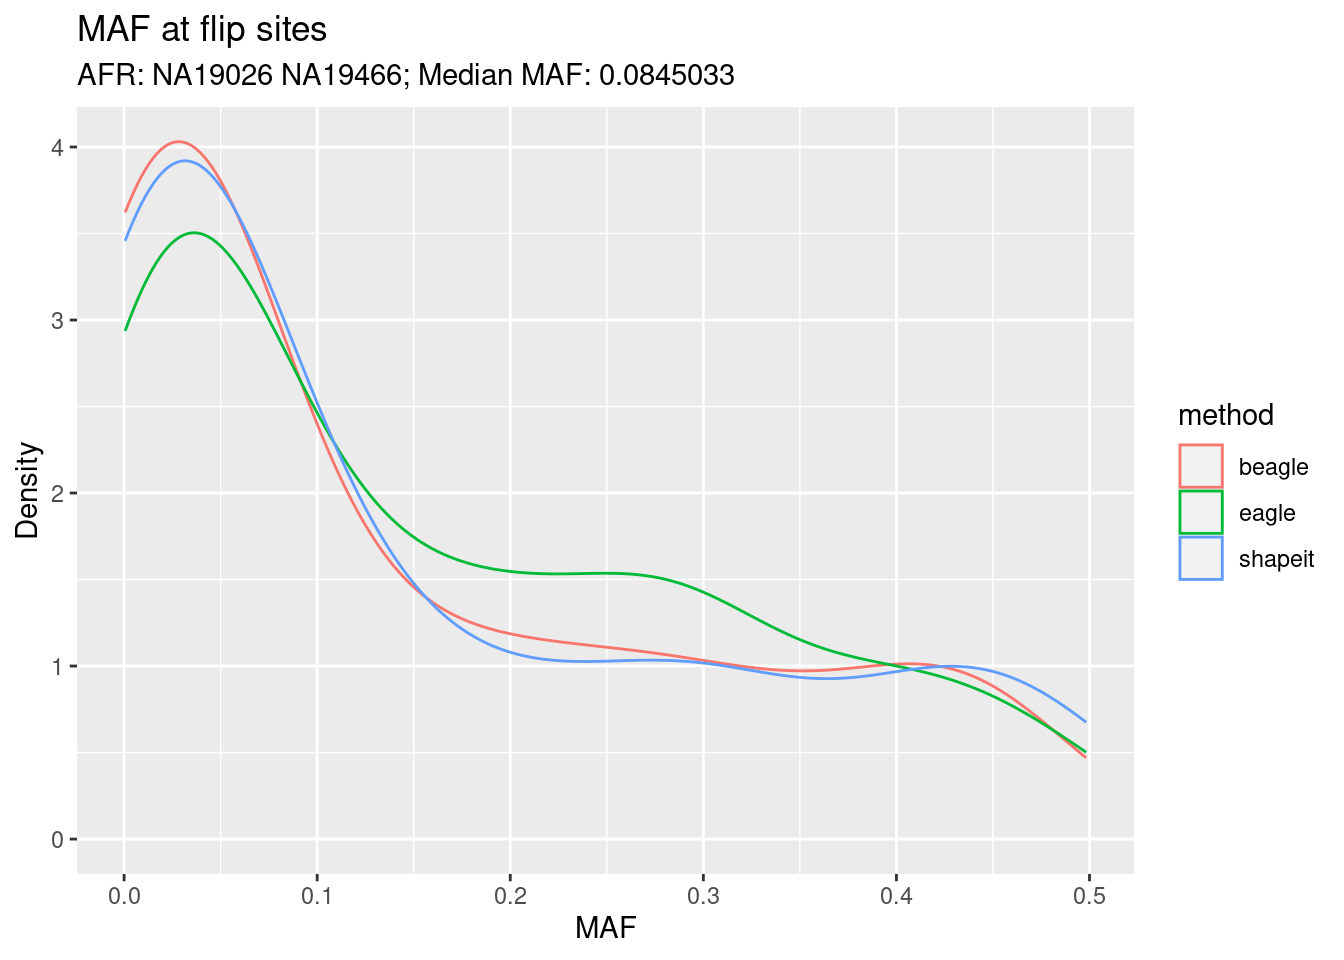 MAF at flip sites
AFR: NA19026 NA19466; Median MAF: 0.0845033
4
3
2
1
0
Density
0.0 0.1 0.2 0.3 0.4 0.5
MAF
method
beagle
eagle
shapeit